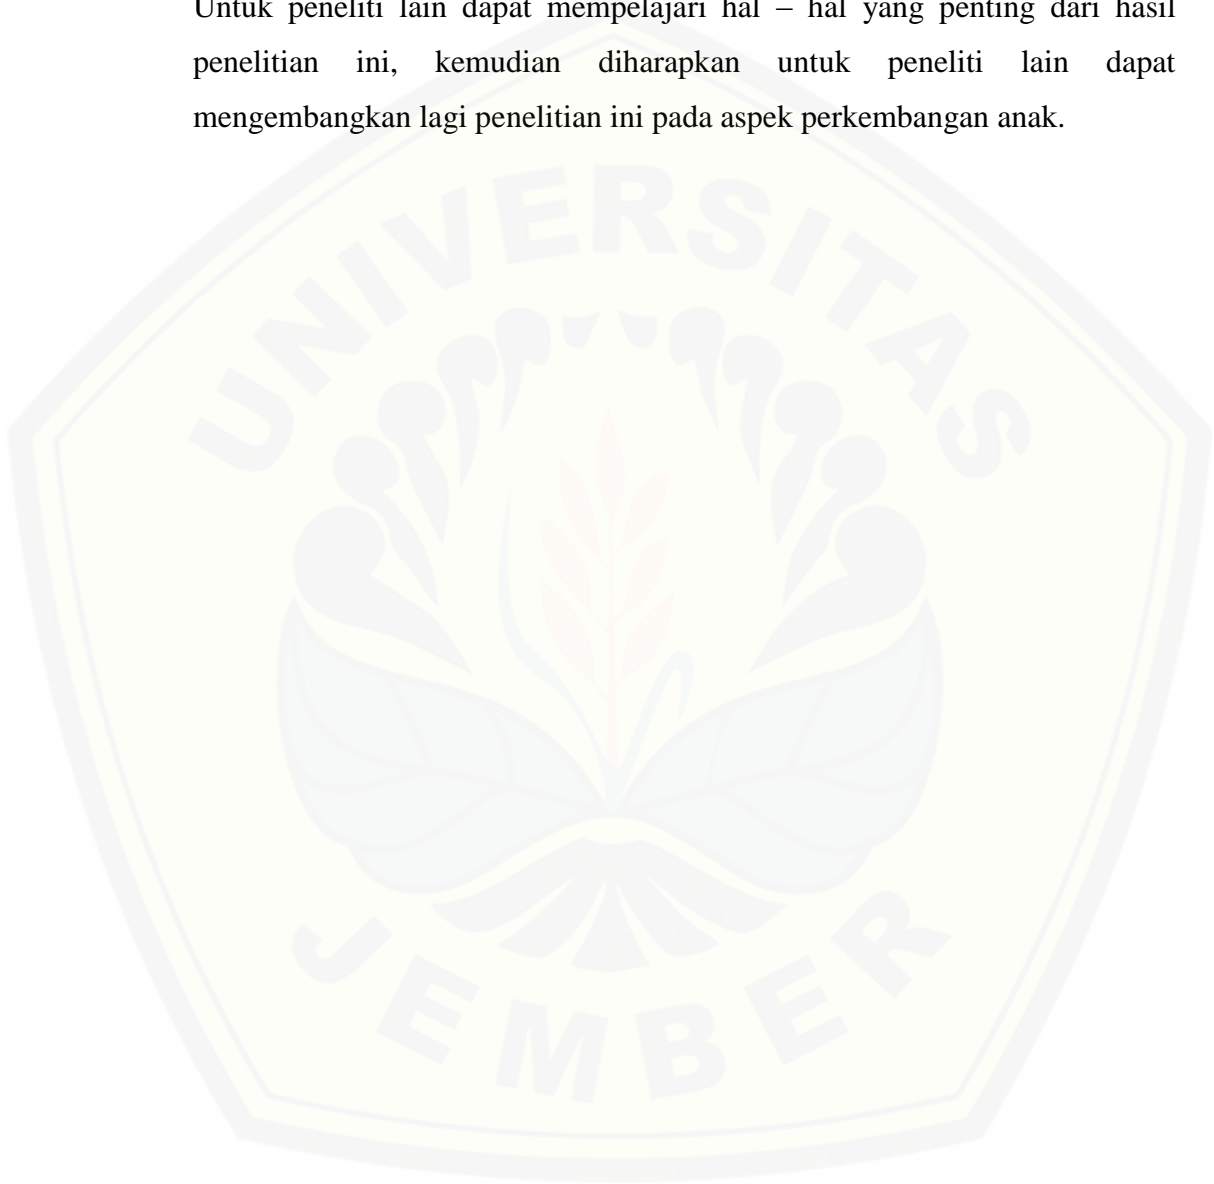 Untuk peneliti lain dapat mempelajari hal – hal yang penting dari hasil
penelitian ini, kemudian diharapkan untuk peneliti lain dapat
mengembangkan lagi penelitian ini pada aspek perkembangan anak.
UNIVERSITAS
JEMBER